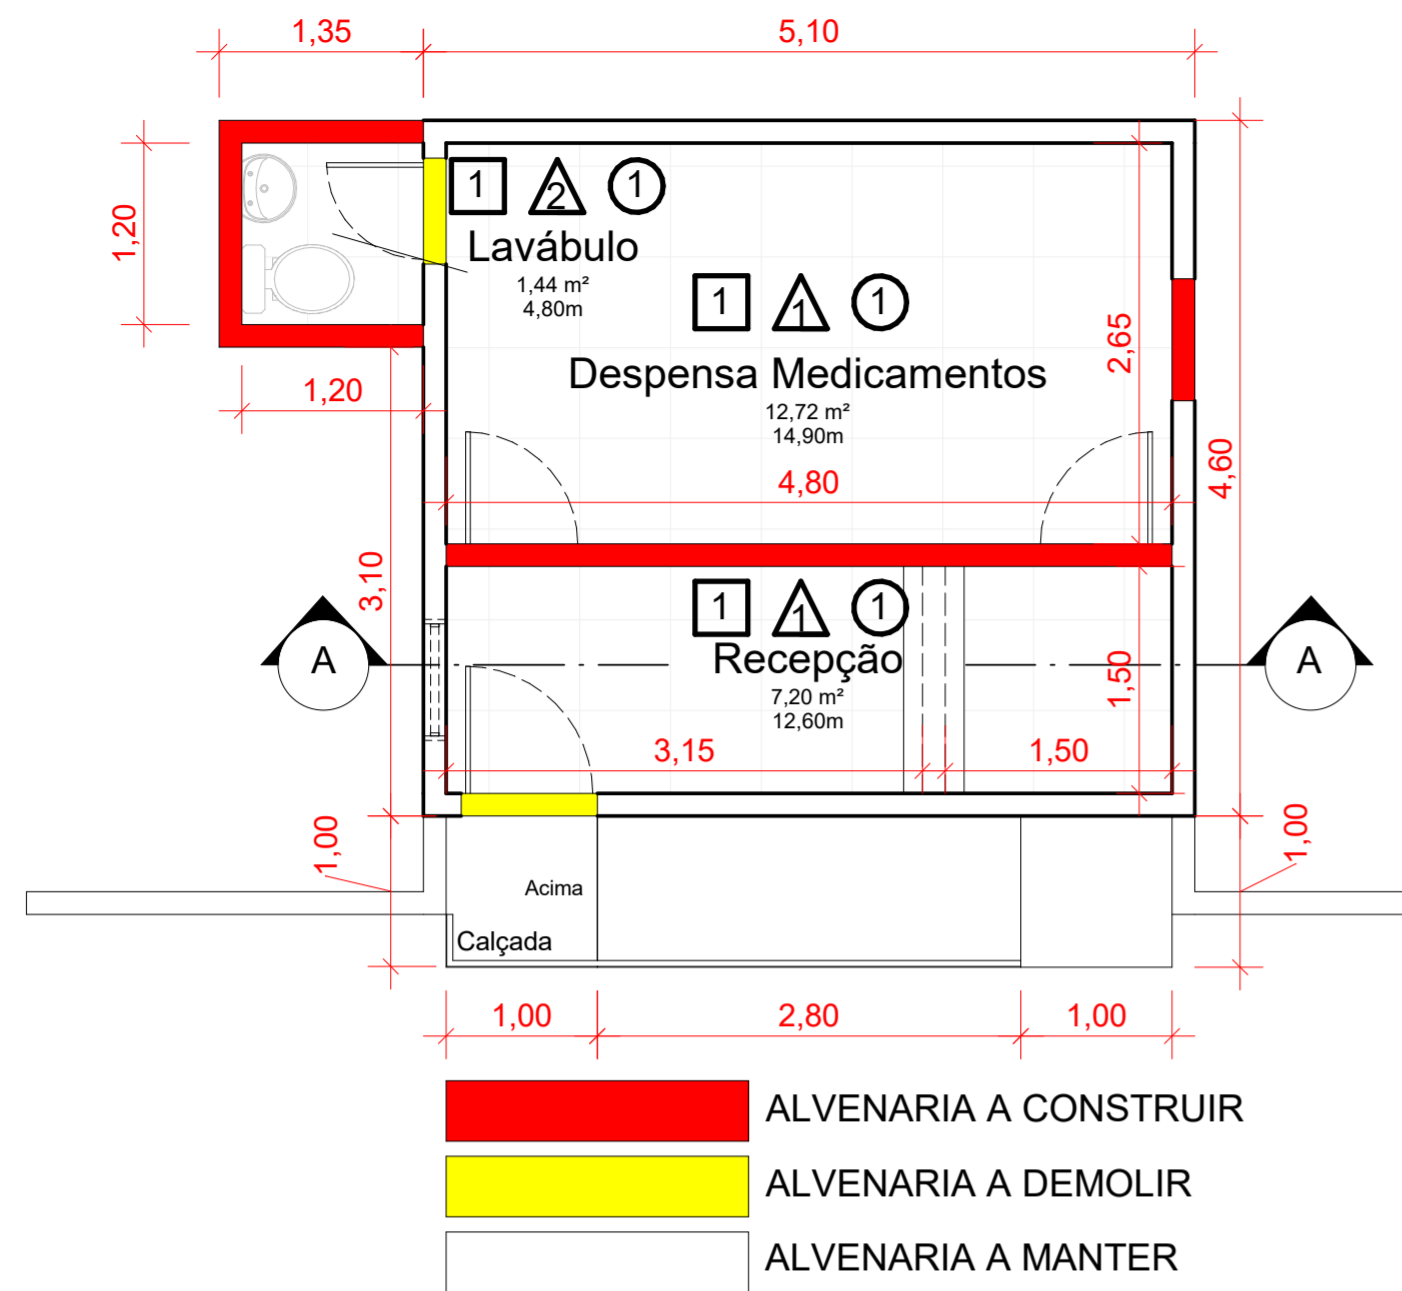 1,35
5,10
1,20
1 2 1
Lavábulo
1,44 m²
4,80m
1 1 1
Despensa Medicamentos
12,72 m²
14,90m
2,65
1,20
4,80
4,60
3,10
1 1 1
Recepção
7,20 m²
12,60m
A
A
1,50
3,15
1,50
1,00
1,00
Acima
Calçada
1,00
2,80
1,00
ALVENARIA A CONSTRUIR
ALVENARIA A DEMOLIR
ALVENARIA A MANTER